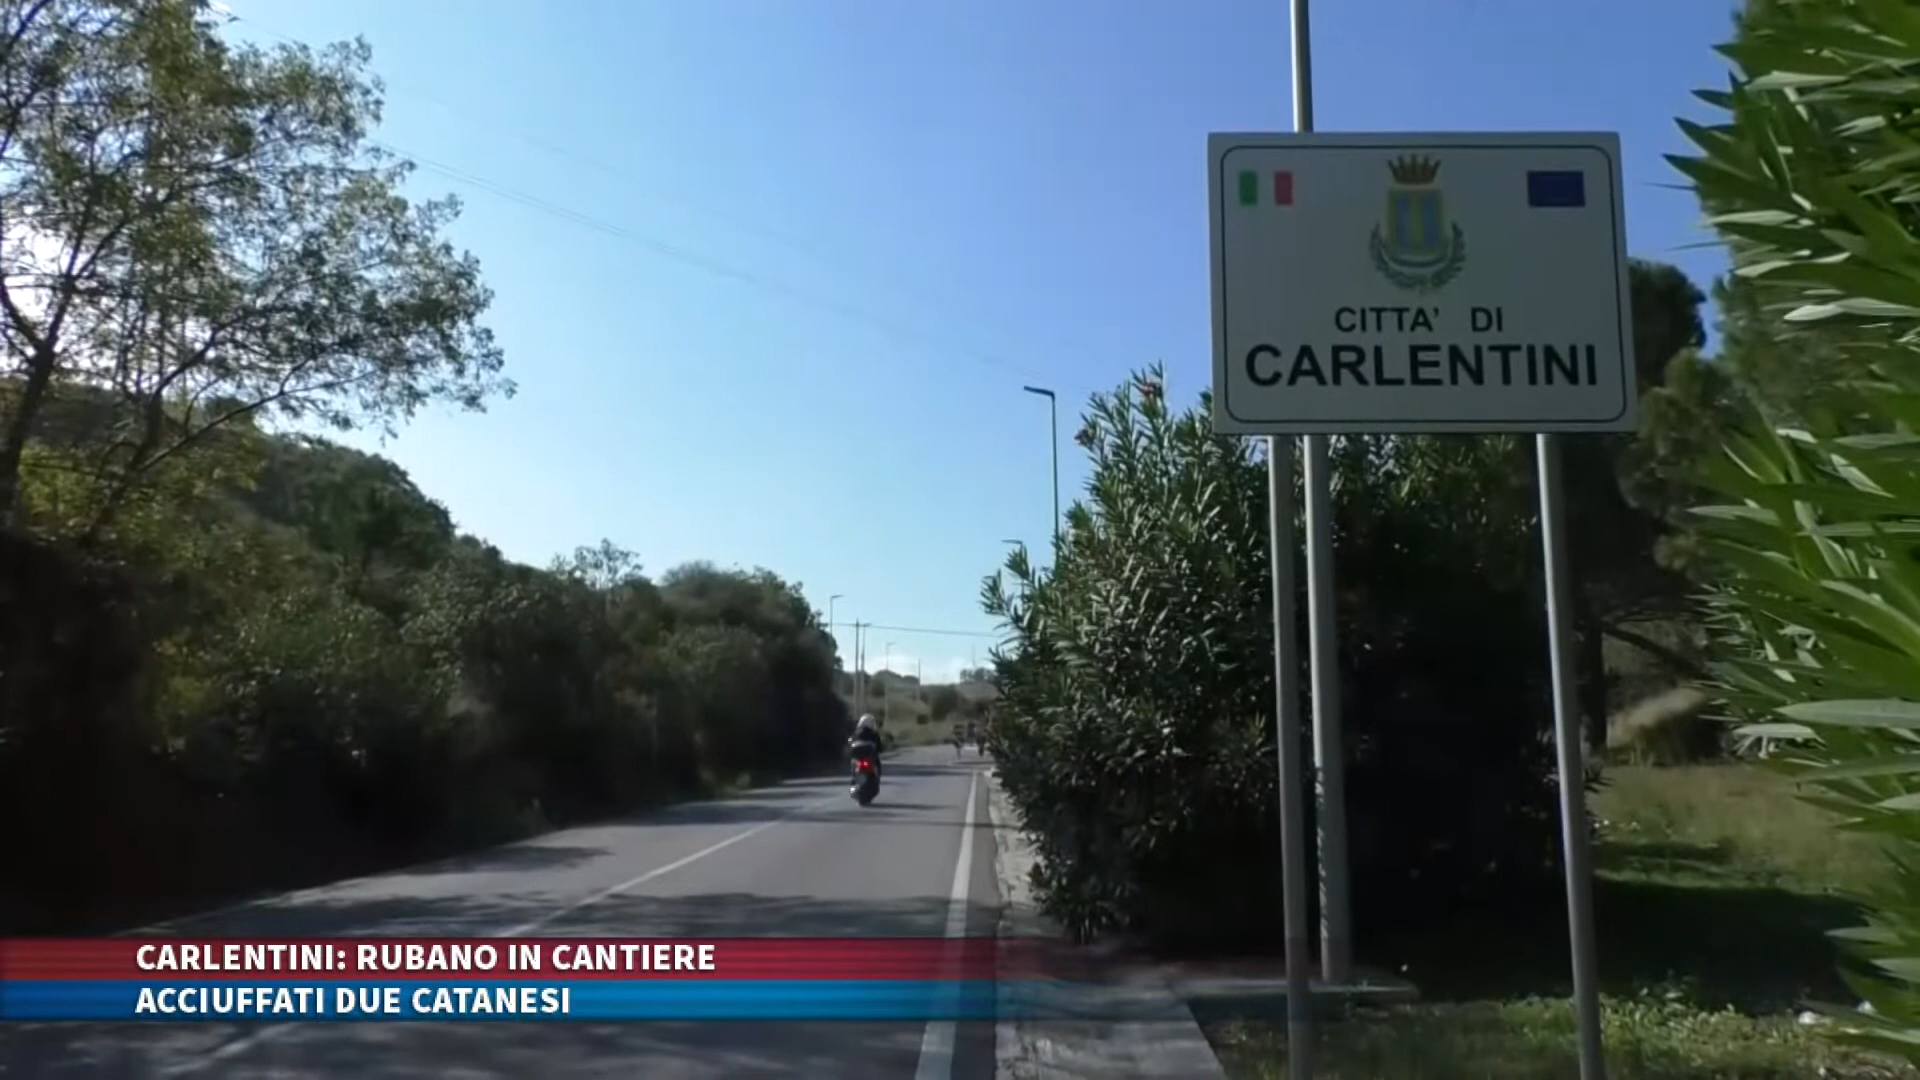 CITTA' DI
CARLENTINI
CARLENTINI: RUBANO IN CANTIERE
ACCIUFFATI DUE CATANESI